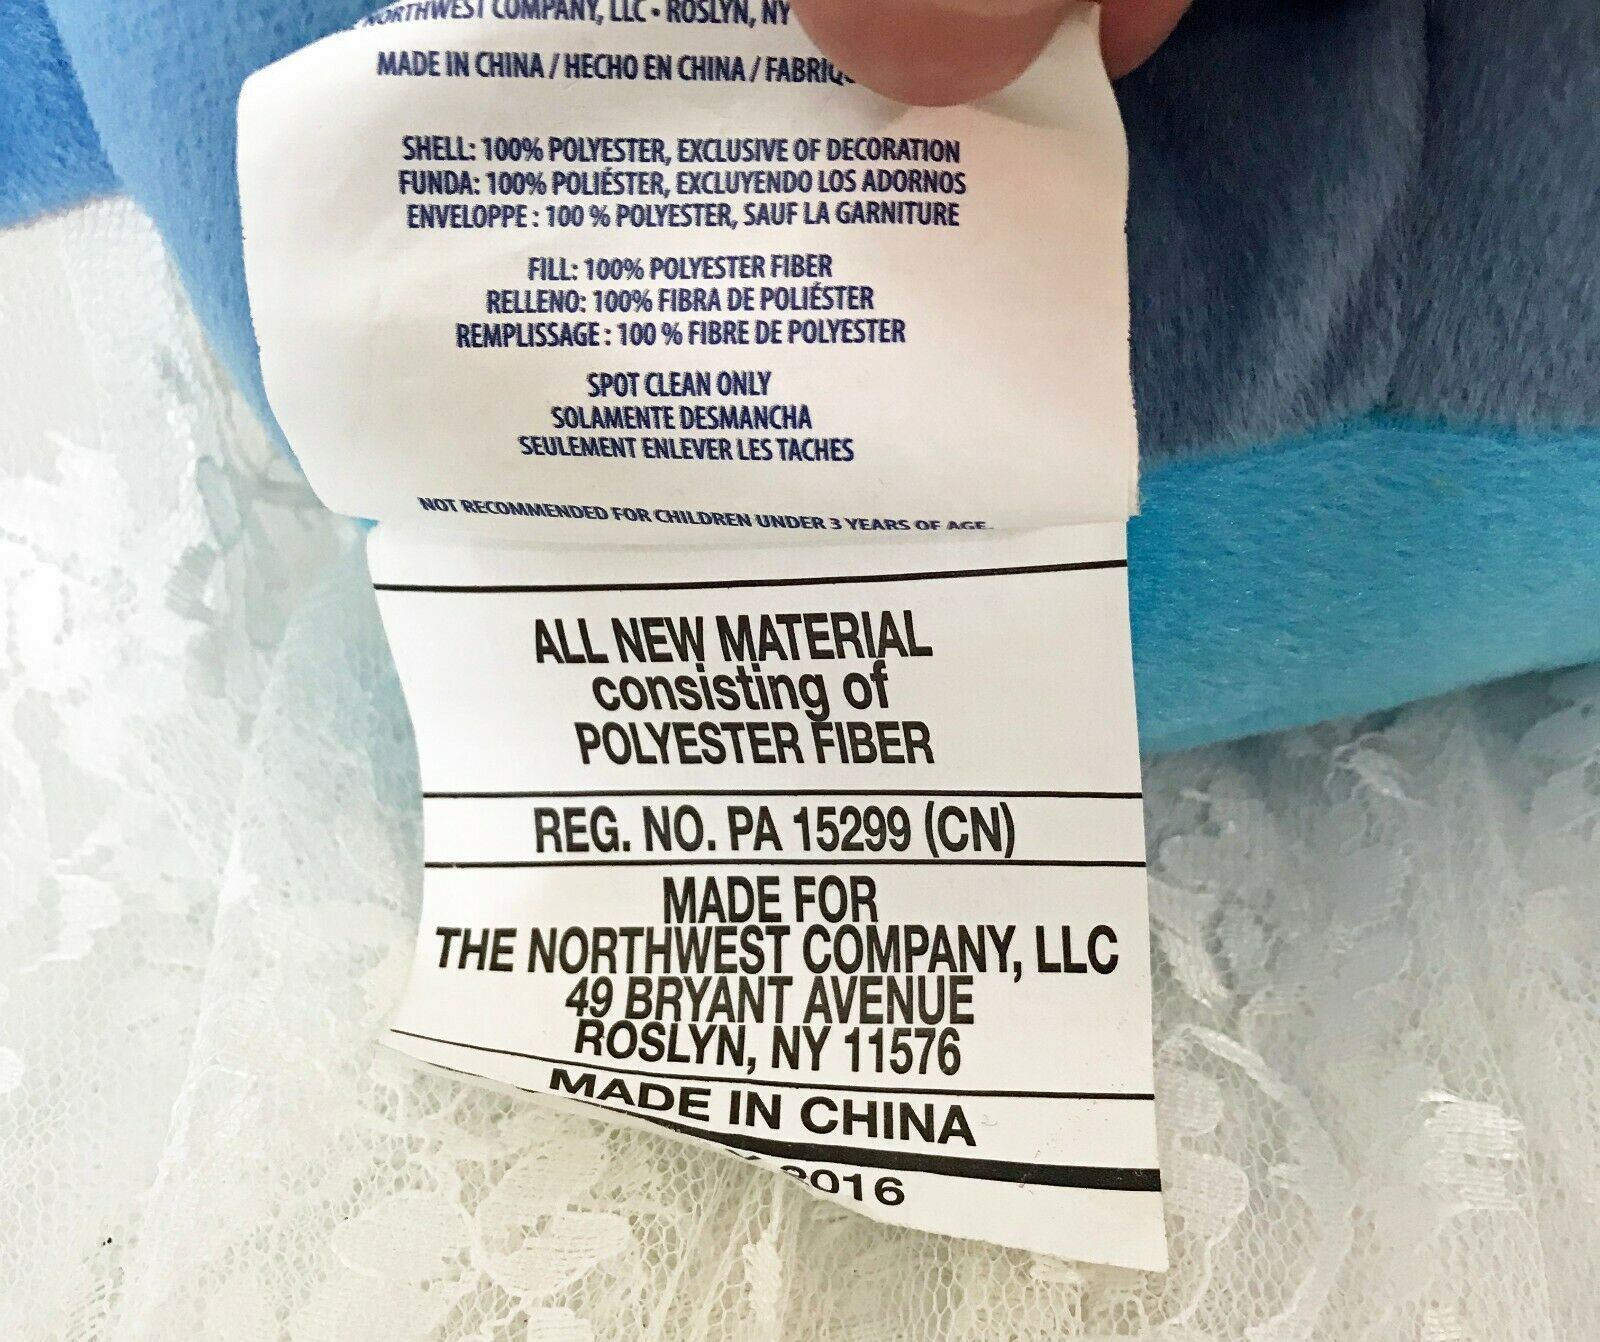 NORTHWEST COMPANY, LLC • ROSLYN, NY
MADE IN CHINA / HECHO EN CHINA /
SHELL: 100% POLYESTER, EXCLUSIVE OF DECORATION
FUNDA: 100% POLIÉSTER, EXCLUYENDO LOS ADORNOS
ENVELOPPE : 100 % POLYESTER, SAUF LA GARNITURE
FILL: 100% POLYESTER FIBER
RELLENO: 100% FIBRA DE POLIÉSTER
REMPLISSAGE : 100 % FIBRE DE POLYESTER
SPOT CLEAN ONLY
SOLAMENTE DESMANCHA
SEULEMENT ENLEVER LES TACHES
NOT RECOMMENDED FOR CHILDREN UNDER 3 YEARS OF AGE.
ALL NEW MATERIAL
consisting of
POLYESTER FIBER
REG. NO. PA 15299 (CN)
MADE FOR
THE NORTHWEST COMPANY, LLC
49 BRYANT AVENUE
ROSLYN, NY 11576
MADE IN CHINA
2016